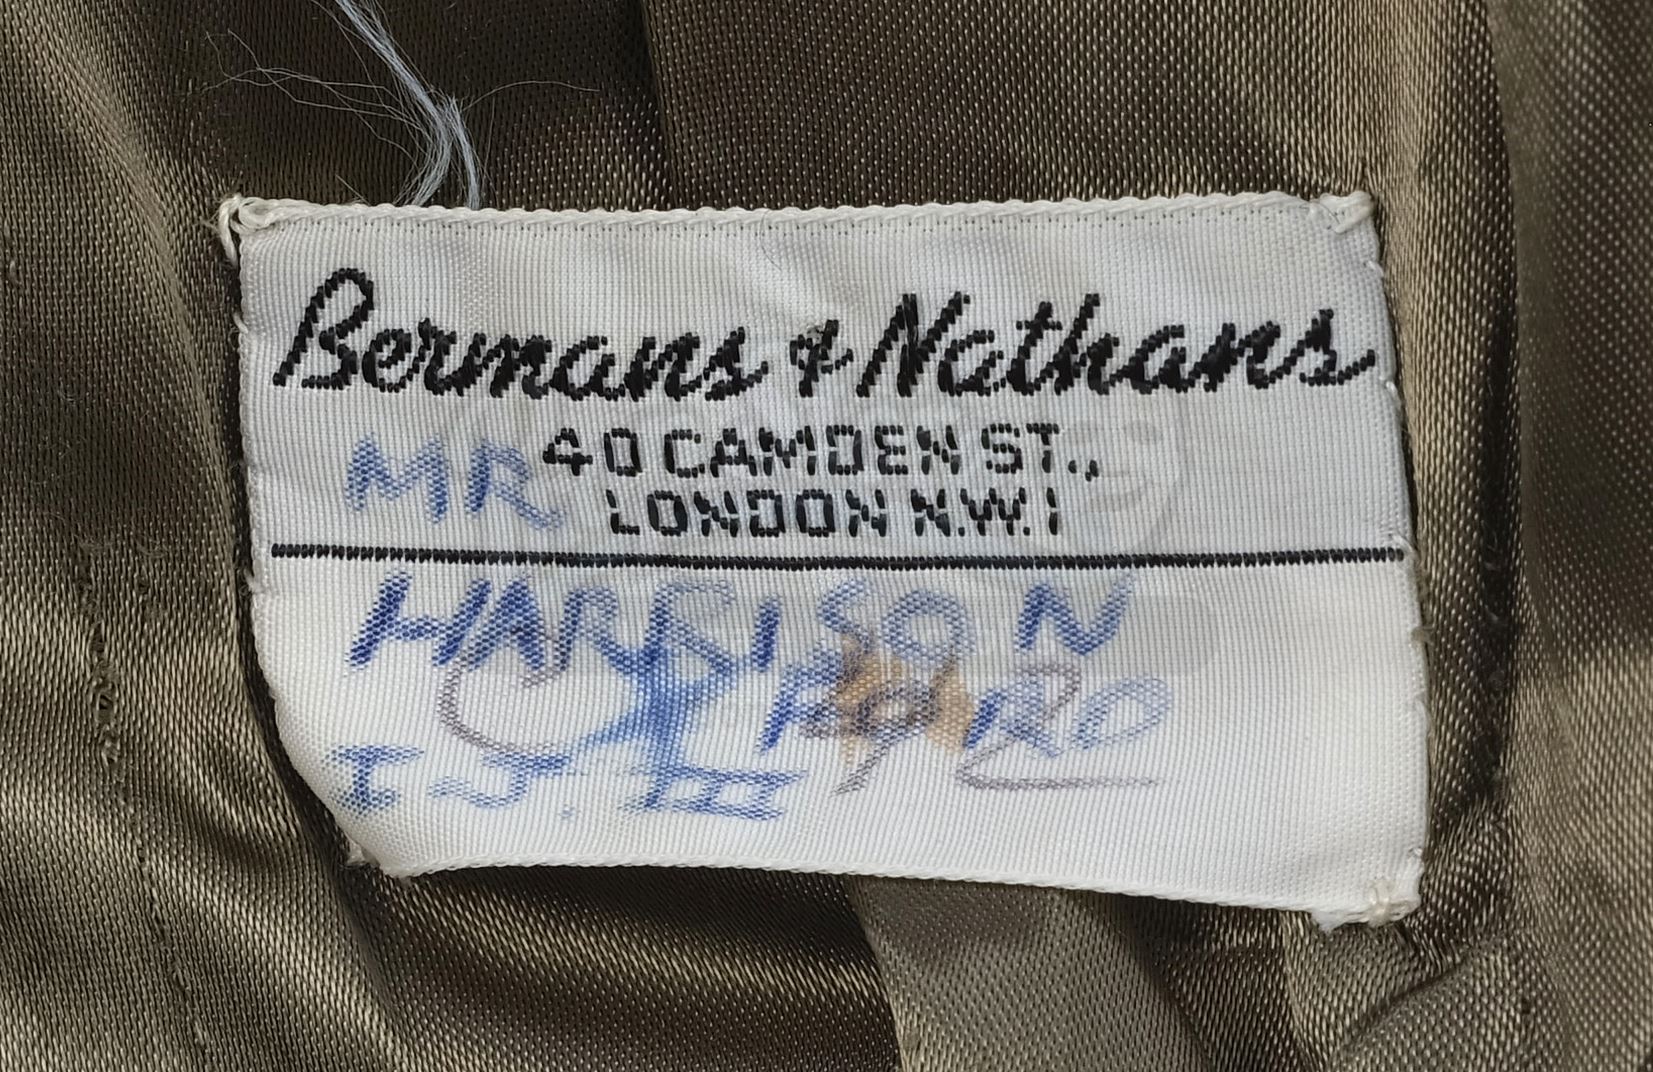 Bermans & Nathans
40 CAMDEN ST.,
MR
LONDON N.W.1
HARRISON
FORD
I J. III